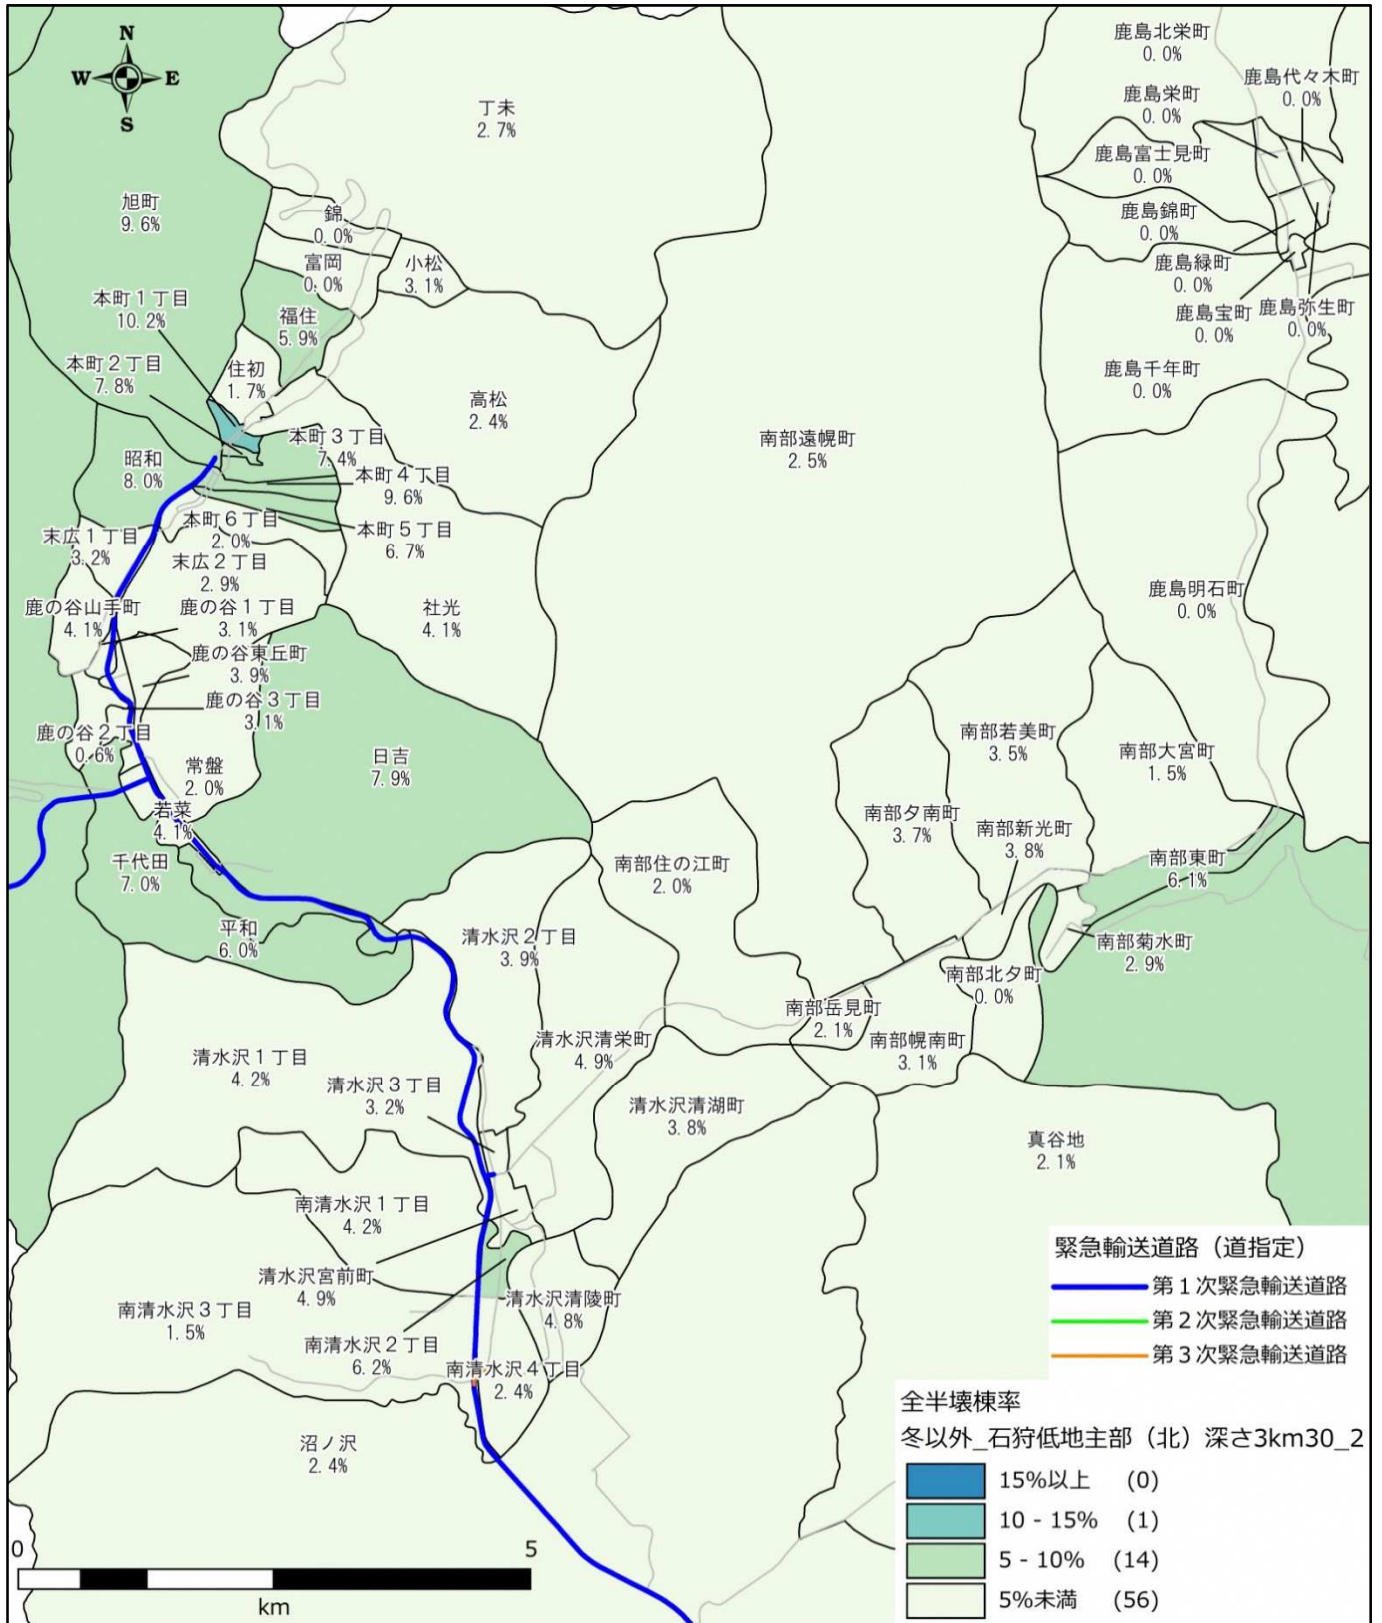 N
W E
S
丁未
2.7%
鹿島北栄町
0.0%
鹿島代々木町
0.0%
鹿島栄町
0.0%
鹿島富士見町
0.0%
鹿島錦町
0.0%
鹿島緑町
0.0%
鹿島宝町
0.0%
鹿島弥生町
0.0%
鹿島千年町
0.0%
旭町
9.6%
錦
0.0%
富岡
0.0%
小松
3.1%
本町1丁目
10.2%
福住
5.9%
本町2丁目
7.8%
住初
1.7%
高松
2.4%
南部遠幌町
2.5%
本町3丁目
7.4%
昭和
8.0%
本町4丁目
9.6%
本町6丁目
2.0%
本町5丁目
6.7%
末広1丁目
3.2%
末広2丁目
2.9%
鹿島明石町
0.0%
鹿の谷山手町
4.1%
鹿の谷1丁目
3.1%
社光
4.1%
鹿の谷東丘町
3.9%
鹿の谷3丁目
3.1%
鹿の谷2丁目
0.6%
日吉
7.9%
常盤
2.0%
若菜
4.1%
南部若美町
3.5%
南部大宮町
1.5%
南部夕南町
3.7%
南部新光町
3.8%
千代田
7.0%
南部住の江町
2.0%
南部東町
6.1%
平和
6.0%
清水沢2丁目
3.9%
南部菊水町
2.9%
南部北夕町
0.0%
南部岳見町
2.1%
南部幌南町
3.1%
清水沢1丁目
4.2%
清水沢清栄町
4.9%
清水沢3丁目
3.2%
清水沢清湖町
3.8%
真谷地
2.1%
南清水沢1丁目
4.2%
清水沢宮前町
4.9%
清水沢清陵町
4.8%
南清水沢3丁目
1.5%
南清水沢2丁目
6.2%
南清水沢4丁目
2.4%
沼ノ沢
2.4%
緊急輸送道路（道指定）
第1次緊急輸送道路
第2次緊急輸送道路
第3次緊急輸送道路
全半壊棟率
冬以外_石狩低地主部（北）深さ3km30_2
15%以上 (0)
10 - 15% (1)
5 - 10% (14)
5%未満 (56)
0 5
km